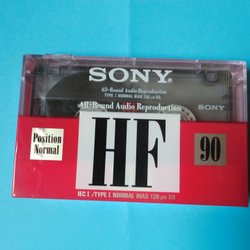 SONY®
All-Round Audio Reproduction
TYPE I NORMAL BIAS 120 µs EQ
All-Round Audio Reproduction
SONY
Position
Normal
HF
90
IEC I / TYPE I NORMAL BIAS 120 µs EQ